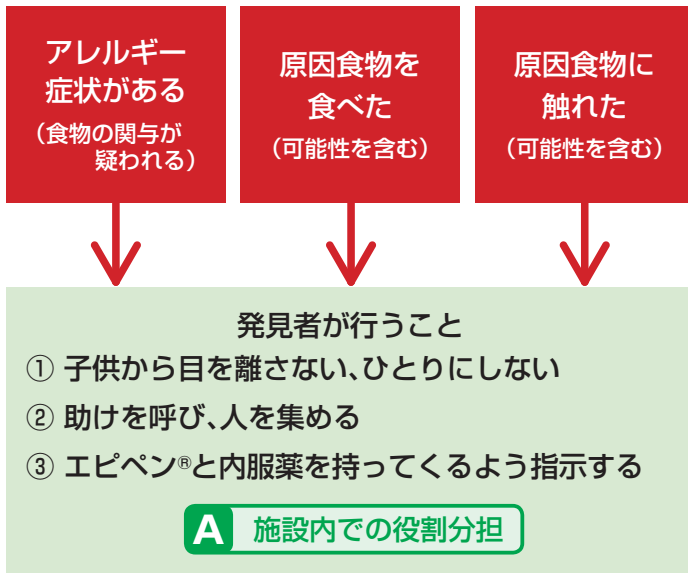 アレルギー
症状がある
（食物の関与が
疑われる）
原因食物を
食べた
（可能性を含む）
原因食物に
触れた
（可能性を含む）
発見者が行うこと
① 子供から目を離さない、ひとりにしない
② 助けを呼び、人を集める
③ エピペン®と内服薬を持ってくるよう指示する
A 施設内での役割分担